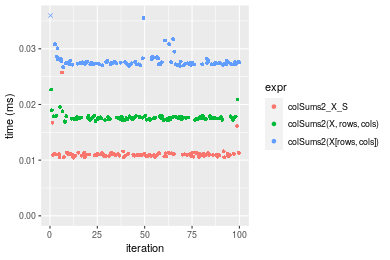 time (ms)
0.03
0.02
0.01
0.00
0
25
50
75
100
iteration
expr
colSums2_X_S
colSums2(X, rows, cols)
colSums2(X[rows, cols])